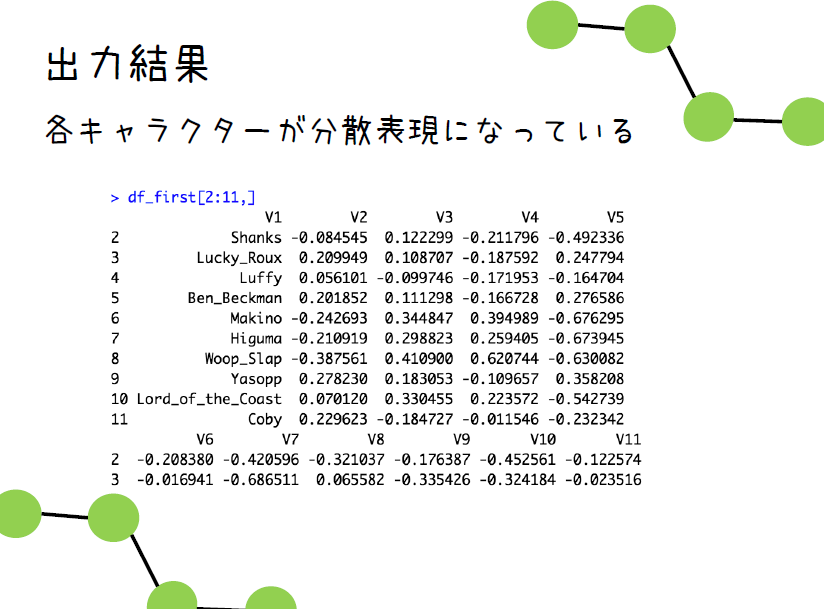 出力結果
各キャラクターが分散表現になっている
> df_first[2:11,]
V1 V2 V3 V4 V5
2 Shanks -0.084545 0.122299 -0.211796 -0.492336
3 Lucky_Roux 0.209949 0.108707 -0.187592 0.247794
4 Luffy 0.056101 -0.099746 -0.171953 -0.164704
5 Ben_Beckman 0.201852 0.111298 -0.166728 0.276586
6 Makino -0.242693 0.344847 0.394989 -0.676295
7 Higuma -0.210919 0.298823 0.259405 -0.673945
8 Woop_Slap -0.387561 0.410900 0.620744 -0.630082
9 Yasopp 0.278230 0.183053 -0.109657 0.358208
10 Lord_of_the_Coast 0.070120 0.330455 0.223572 -0.542739
11 Coby 0.229623 -0.184727 -0.011546 -0.232342
V6 V7 V8 V9 V10 V11
2 -0.208380 -0.420596 -0.321037 -0.176387 -0.452561 -0.122574
3 -0.016941 -0.686511 0.065582 -0.335426 -0.324184 -0.023516